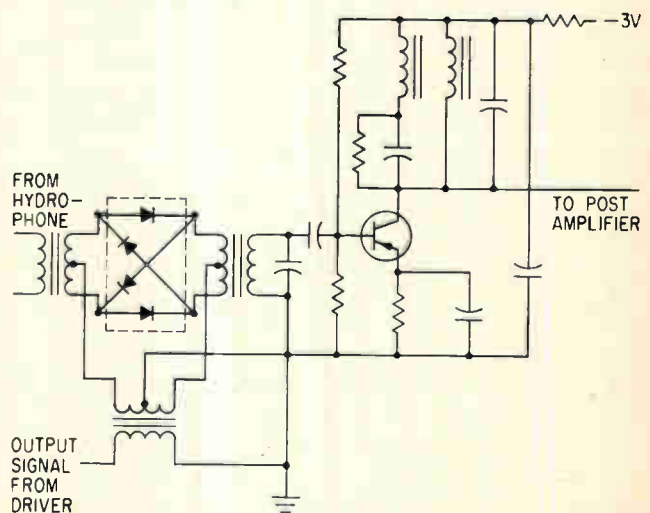 FROM
HYDRO-
PHONE
-3V
TO POST
AMPLIFIER
OUTPUT
SIGNAL
FROM
DRIVER